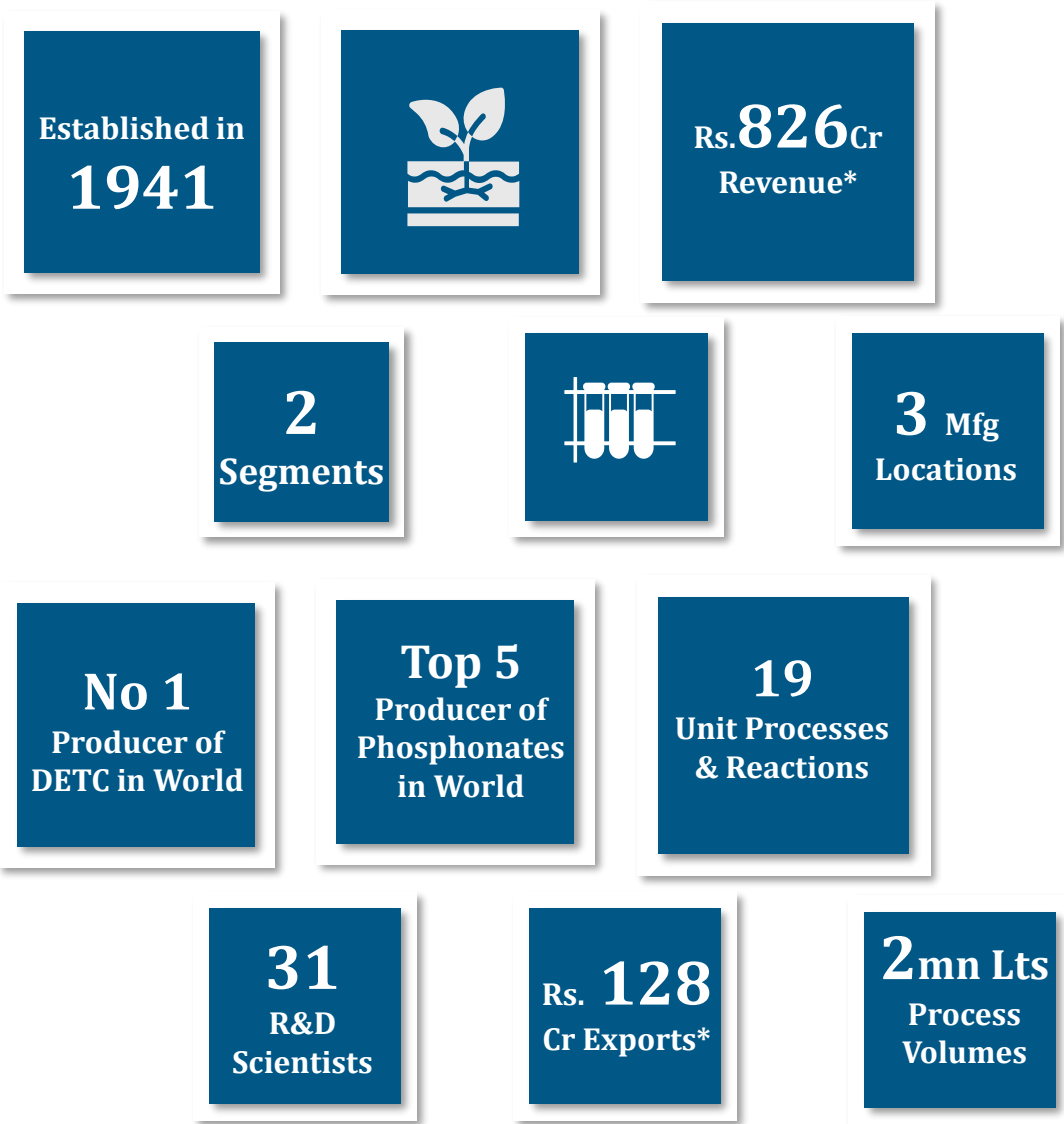 Established in
1941
Rs.826Cr
Revenue*
2
Segments
3 Mfg
Locations
No 1
Producer of
DETC in World
Top 5
Producer of
Phosphonates
in World
19
Unit Processes
& Reactions
31
R&D
Scientists
Rs. 128
Cr Exports*
2mn Lts
Process
Volumes